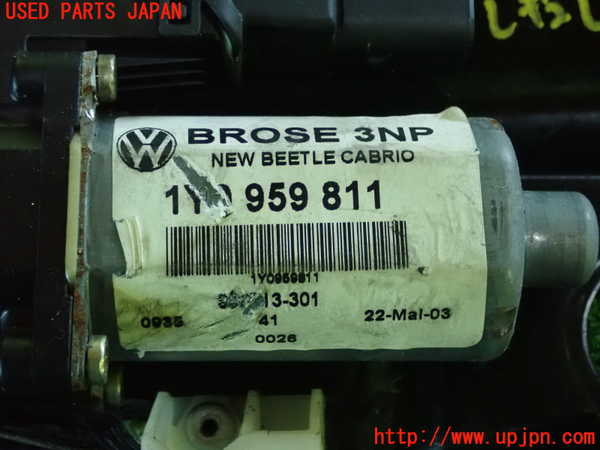 USED PARTS JAPAN
BROSE 3NP
NEW BEETLE CABRIO
1Y0 959 811
1Y0959811
13-301
0935 41 22-Mai-03
0026
http://www.upjpn.com/